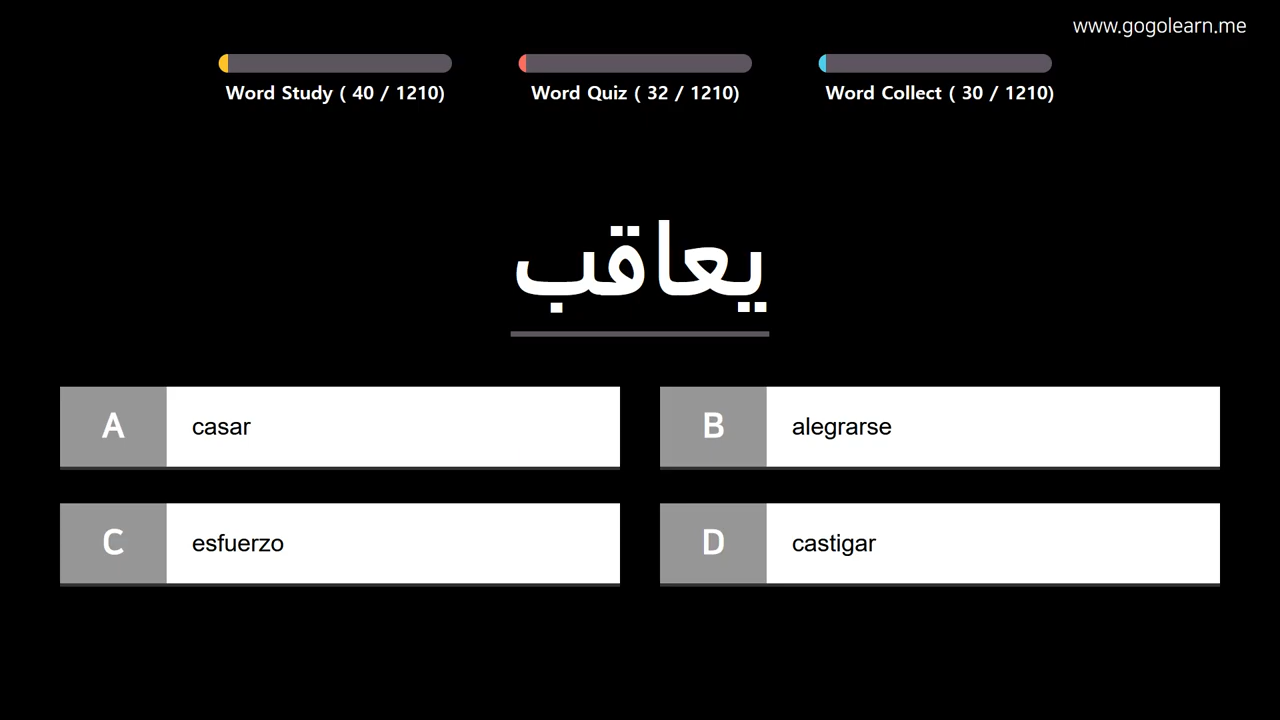 www.gogolearn.me
Word Study ( 40 / 1210)
Word Quiz ( 32 / 1210)
Word Collect ( 30 / 1210)
يعاقب
A casar
B alegrarse
C esfuerzo
D castigar